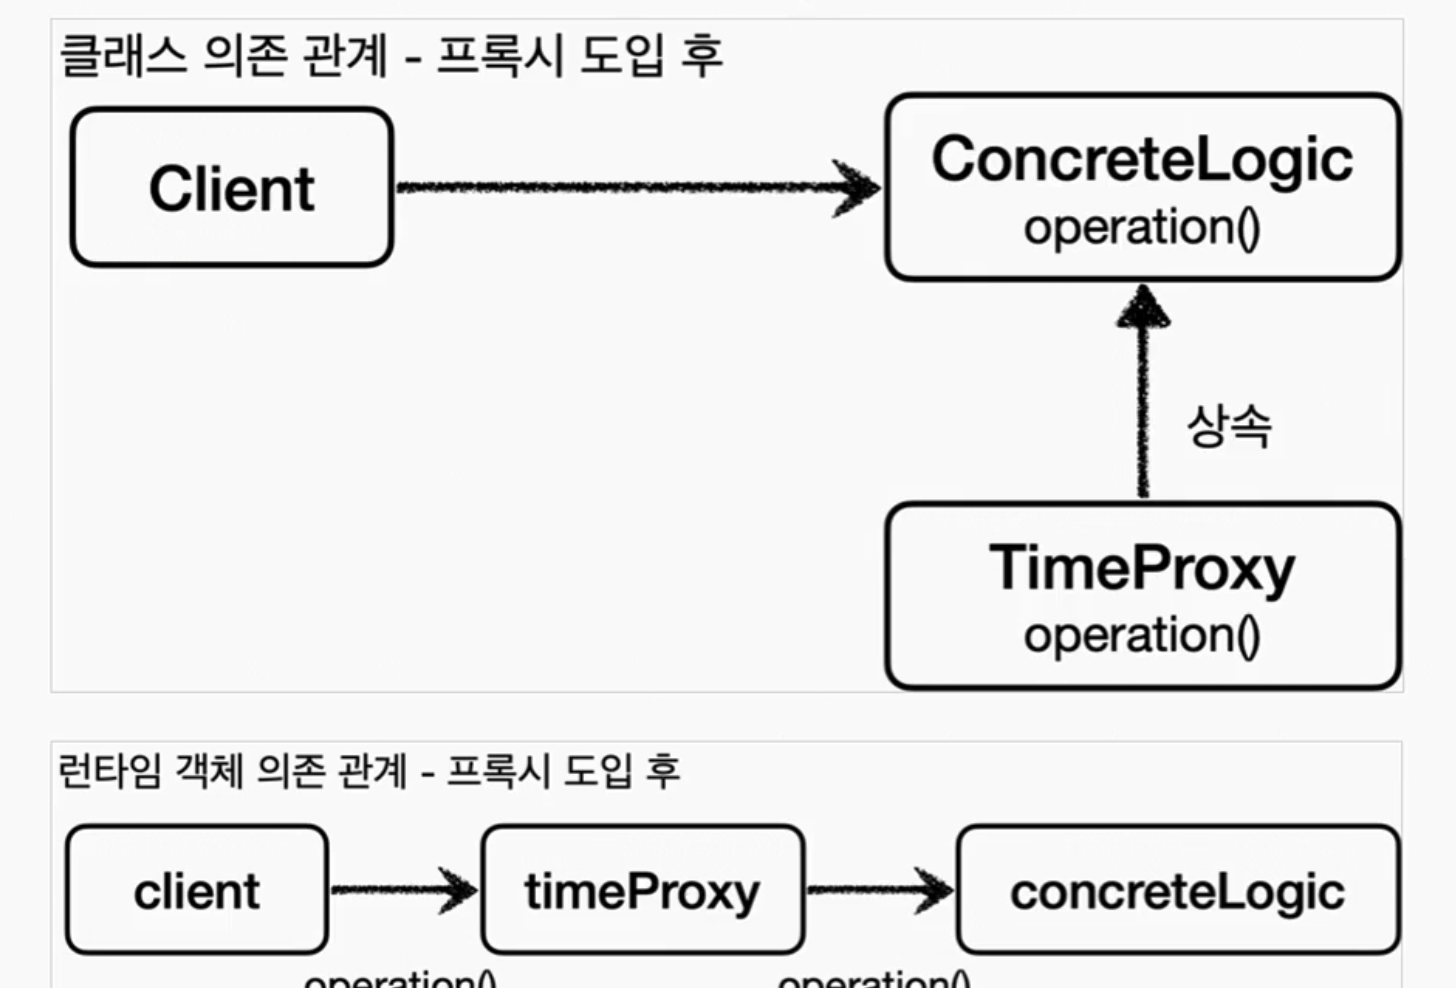 클래스 의존 관계 - 프록시 도입 후
Client
ConcreteLogic
operation()
상속
TimeProxy
operation()
런타임 객체 의존 관계 - 프록시 도입 후
client
timeProxy
concreteLogic
operation()
operation()